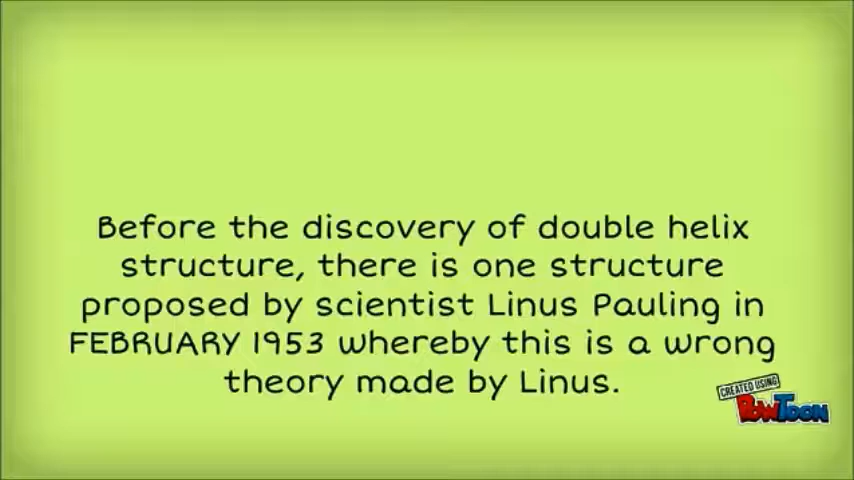 Before the discovery of double helix
structure, there is one structure
proposed by scientist Linus Pauling in
FEBRUARY 1953 whereby this is a wrong
theory made by Linus.
CREATED USING
PowToon